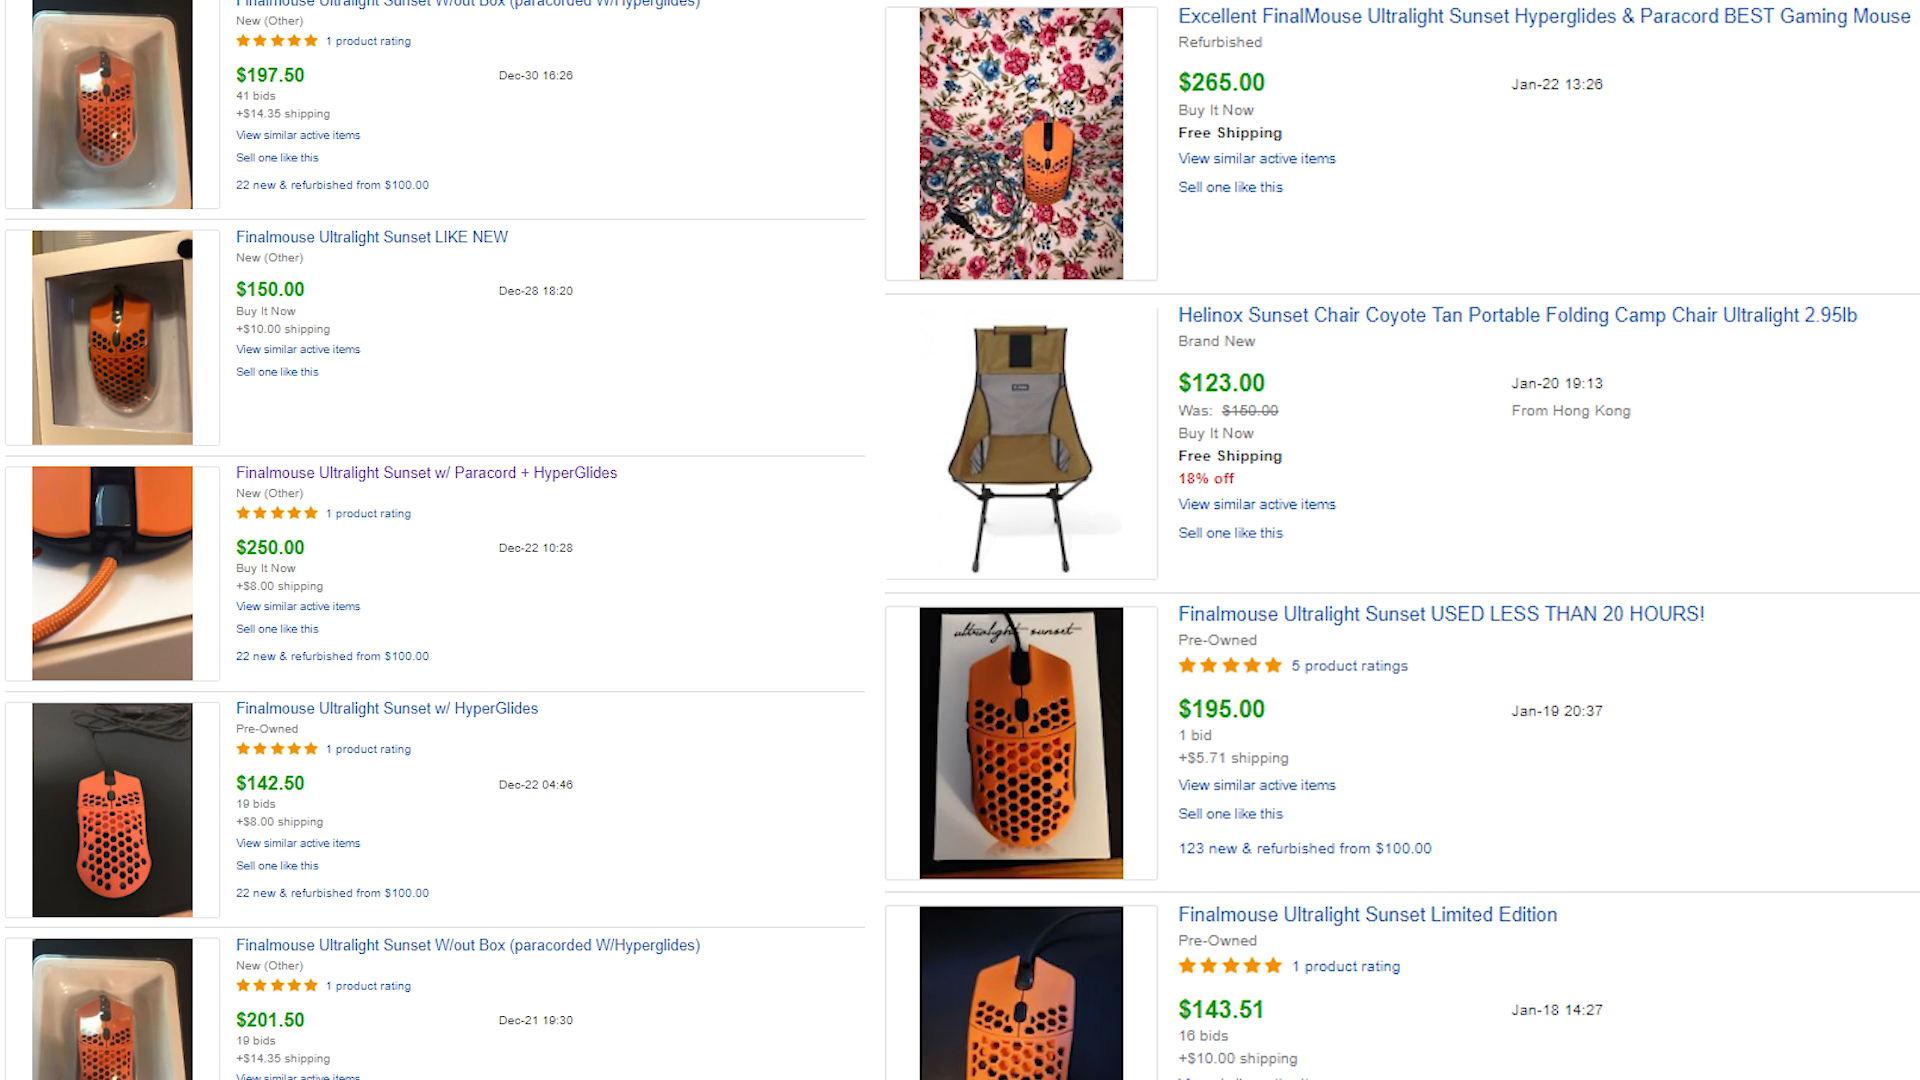 Finalmouse Ultralight Sunset W/out Box (paracorded W/Hyperglides)
New (Other)
1 product rating
$197.50
Dec-30 16:26
41 bids
+$14.35 shipping
View similar active items
Sell one like this
22 new & refurbished from $100.00
Finalmouse Ultralight Sunset LIKE NEW
New (Other)
$150.00
Dec-28 18:20
Buy It Now
+$10.00 shipping
View similar active items
Sell one like this
Finalmouse Ultralight Sunset w/ Paracord + HyperGlides
New (Other)
1 product rating
$250.00
Dec-22 10:28
Buy It Now
+$8.00 shipping
View similar active items
Sell one like this
22 new & refurbished from $100.00
Finalmouse Ultralight Sunset w/ HyperGlides
Pre-Owned
1 product rating
$142.50
Dec-22 04:46
19 bids
+$8.00 shipping
View similar active items
Sell one like this
22 new & refurbished from $100.00
Finalmouse Ultralight Sunset W/out Box (paracorded W/Hyperglides)
New (Other)
1 product rating
$201.50
Dec-21 19:30
19 bids
+$14.35 shipping
View similar active items
Excellent FinalMouse Ultralight Sunset Hyperglides & Paracord BEST Gaming Mouse
Refurbished
$265.00
Jan-22 13:26
Buy It Now
Free Shipping
View similar active items
Sell one like this
Helinox Sunset Chair Coyote Tan Portable Folding Camp Chair Ultralight 2.95lb
Brand New
$123.00
Jan-20 19:13
Was: $150.00
From Hong Kong
Buy It Now
Free Shipping
18% off
View similar active items
Sell one like this
ultralight sunset
Finalmouse Ultralight Sunset USED LESS THAN 20 HOURS!
Pre-Owned
5 product ratings
$195.00
Jan-19 20:37
1 bid
+$5.71 shipping
View similar active items
Sell one like this
123 new & refurbished from $100.00
Finalmouse Ultralight Sunset Limited Edition
Pre-Owned
1 product rating
$143.51
Jan-18 14:27
16 bids
+$10.00 shipping